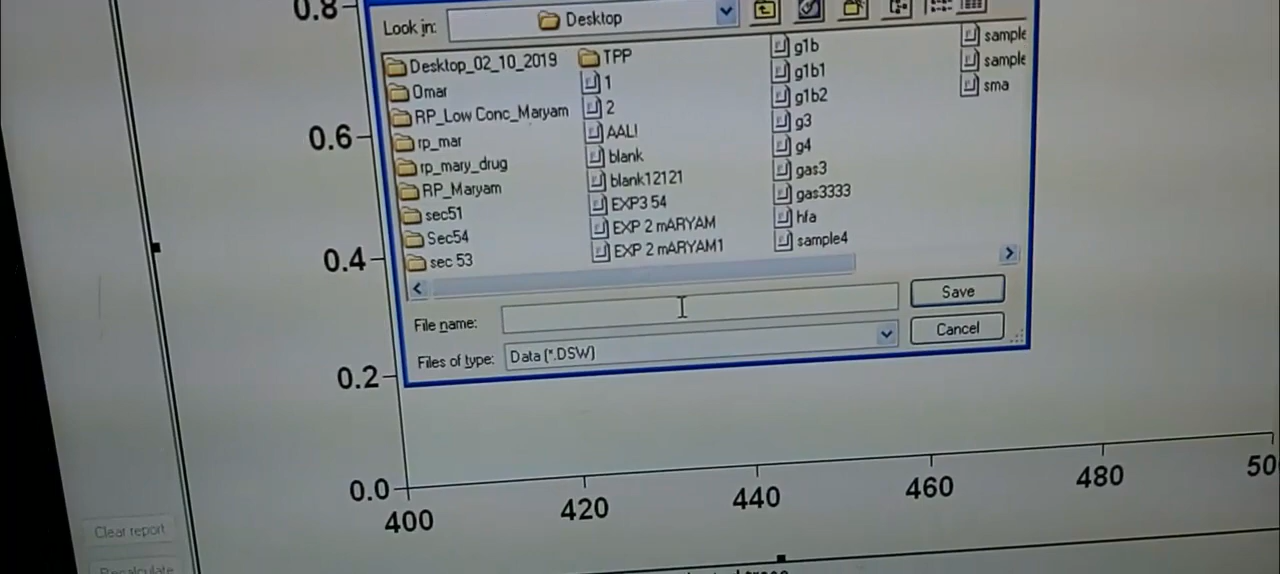 0.8
Look in: Desktop
Desktop_02_10_2019 TPP g1b sample
Omar 1 g1b1 sample
RP_Low Conc_Maryam 2 g1b2 sma
rp_mar AAL! g3
rp_mary_drug blank g4
RP_Maryam blank12121 gas3
sec51 EXP3 54 gas3333
Sec54 EXP 2 mARYAM hfa
sec 53 EXP 2 mARYAM1 sample4
File name: Save
Files of type: Data (*.DSW) Cancel
0.6
0.4
0.2
0.0
400 420 440 460 480 50
Clear report
Recalculate